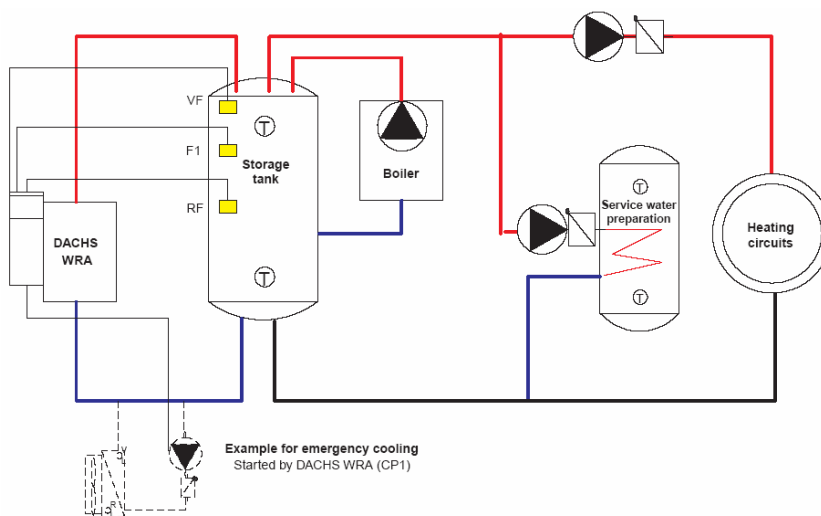 VF
T
F1
Storage
tank
RF
T
Boiler
DACHS
WRA
T
Service water
preparation
T
Heating
circuits
Example for emergency cooling
Started by DACHS WRA (CP1)
V
R